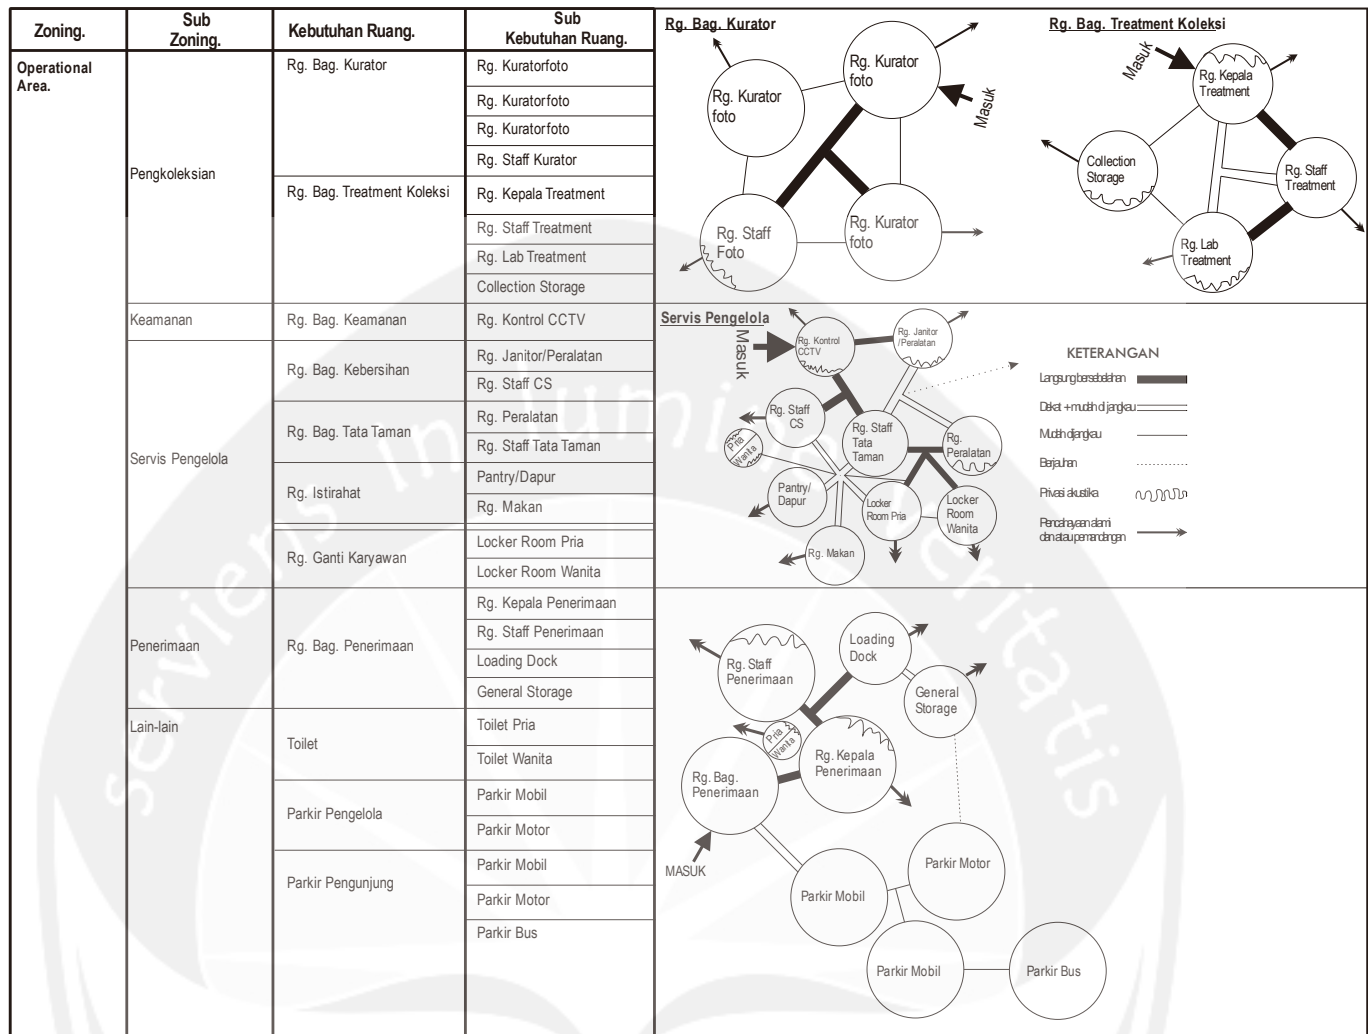 Zoning.
Sub
Zoning.
Kebutuhan Ruang.
Sub
Kebutuhan Ruang.
Operational
Area.
Pengkoleksian
Rg. Bag. Kurator
Rg. Kuratorfoto
Rg. Kuratorfoto
Rg. Kuratorfoto
Rg. Staff Kurator
Rg. Bag. Treatment Koleksi
Rg. Kepala Treatment
Rg. Staff Treatment
Rg. Lab Treatment
Collection Storage
Keamanan
Rg. Bag. Keamanan
Rg. Kontrol CCTV
Servis Pengelola
Rg. Bag. Kebersihan
Rg. Janitor/Peralatan
Rg. Staff CS
Rg. Bag. Tata Taman
Rg. Peralatan
Rg. Staff Tata Taman
Rg. Istirahat
Pantry/Dapur
Rg. Makan
Rg. Ganti Karyawan
Locker Room Pria
Locker Room Wanita
Penerimaan
Rg. Bag. Penerimaan
Rg. Kepala Penerimaan
Rg. Staff Penerimaan
Loading Dock
General Storage
Lain-lain
Toilet
Toilet Pria
Toilet Wanita
Parkir Pengelola
Parkir Mobil
Parkir Motor
Parkir Pengunjung
Parkir Mobil
Parkir Motor
Parkir Bus
Rg. Bag. Kurator
Rg. Kurator
foto
Rg. Kurator
foto
Masuk
Rg. Staff
Foto
Rg. Kurator
foto
Rg. Bag. Treatment Koleksi
Masuk
Rg. Kepala
Treatment
Collection
Storage
Rg. Staff
Treatment
Rg. Lab
Treatment
Servis Pengelola
Masuk
Rg. Kontrol
CCTV
Rg. Janitor
/Peralatan
Rg. Staff
CS
Pria
Wanita
Rg. Staff
Tata
Taman
Rg.
Peralatan
Pantry/
Dapur
Locker
Room Pria
Locker
Room
Wanita
Rg. Makan
KETERANGAN
Langsung bersebelahan
Dekat + mudah dijangkau
Mudah dijangkau
Berjauhan
Privasi akustika
Pencahayaan alami
dan atau pemandangan
Rg. Staff
Penerimaan
Loading
Dock
General
Storage
Pria
Wanita
Rg. Bag.
Penerimaan
Rg. Kepala
Penerimaan
MASUK
Parkir Motor
Parkir Mobil
Parkir Mobil
Parkir Bus
serviens in lumine veritatis